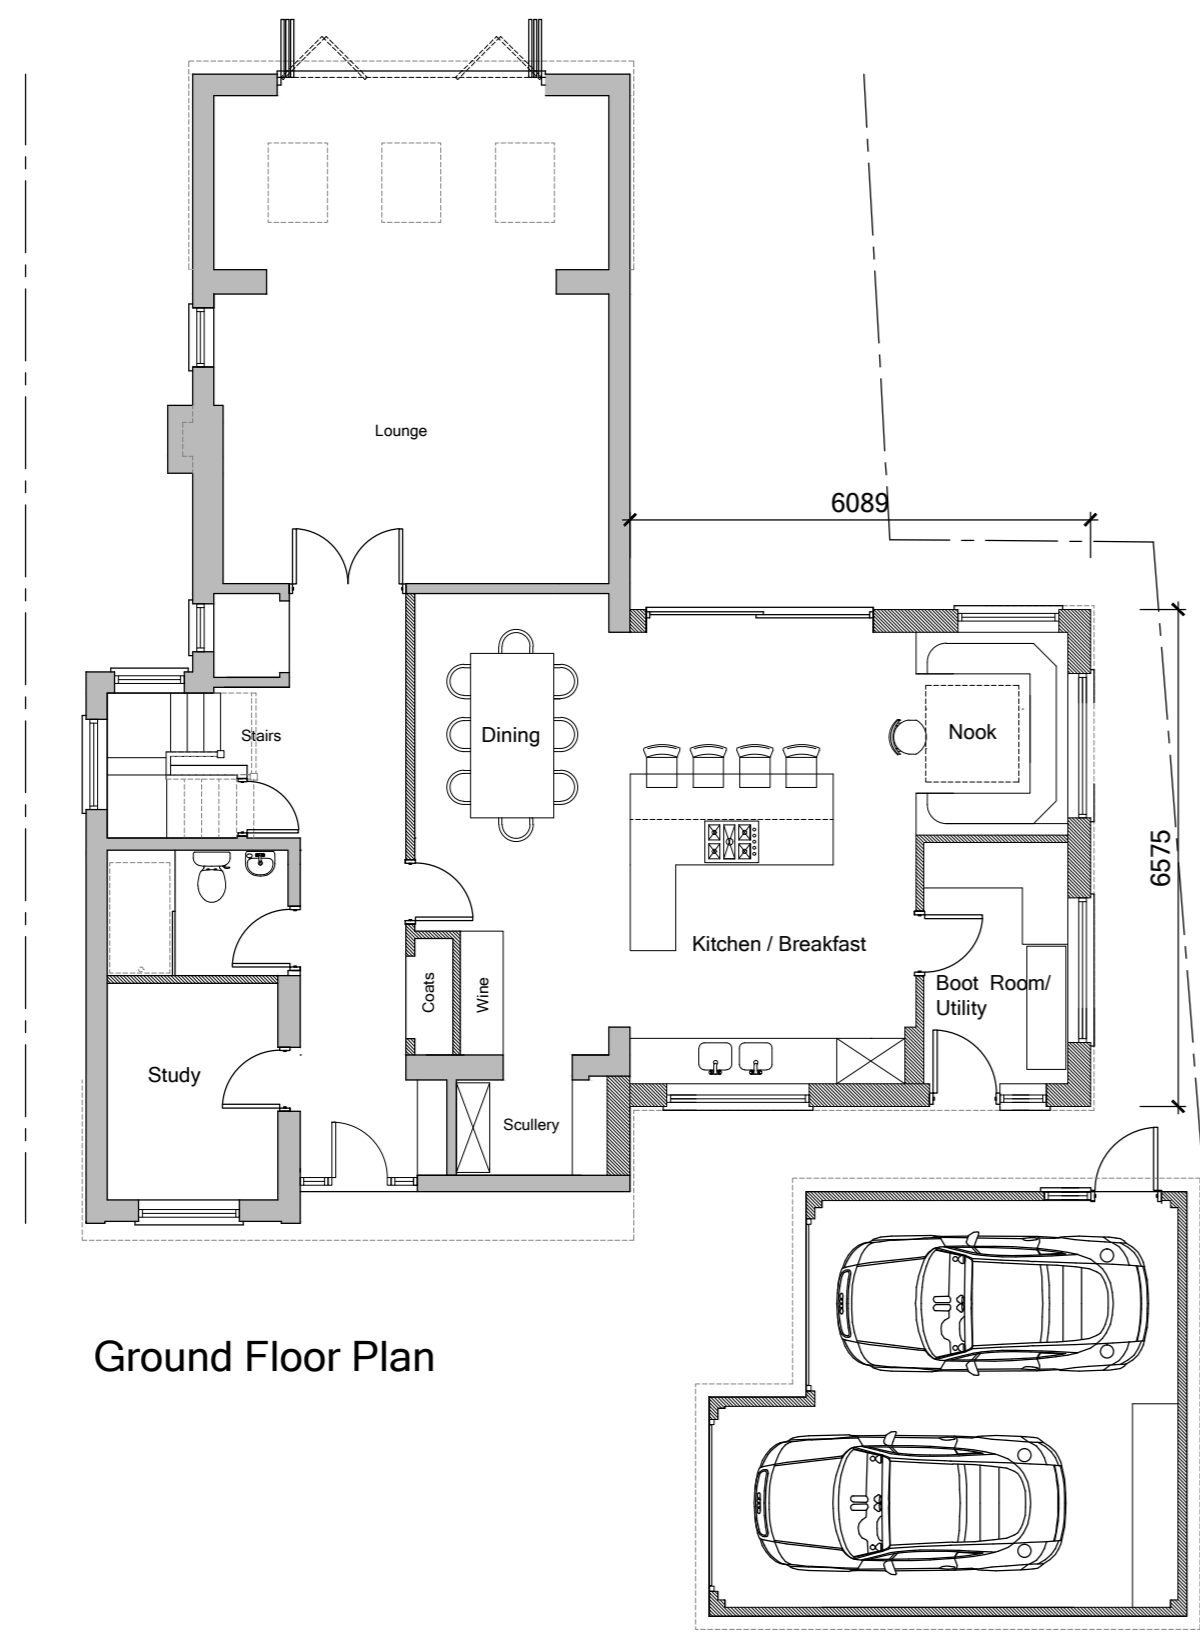 Lounge
6089
Stairs
Dining
Nook
6575
Kitchen / Breakfast
Coats
Wine
Boot Room/
Utility
Study
Scullery
Ground Floor Plan